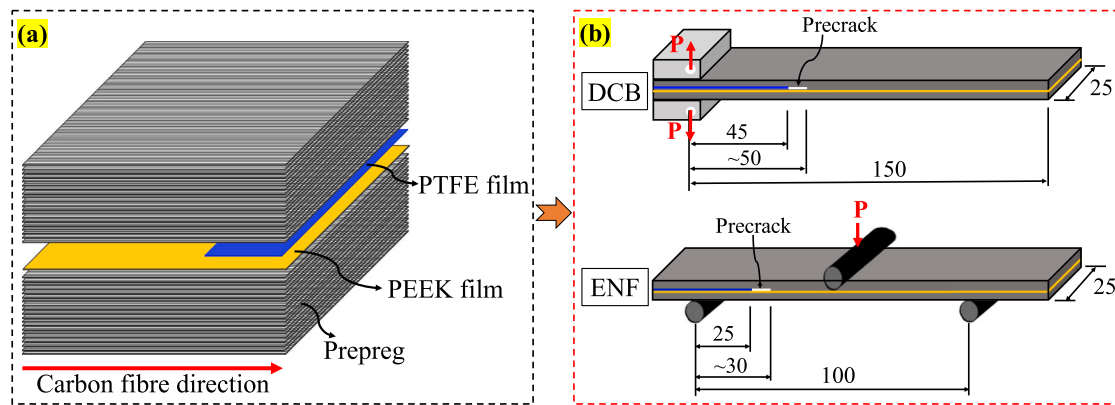 (a)
PTFE film
PEEK film
Prepreg
Carbon fibre direction
(b)
P
Precrack
DCB
25
P
45
~50
150
P
Precrack
ENF
25
25
~30
100